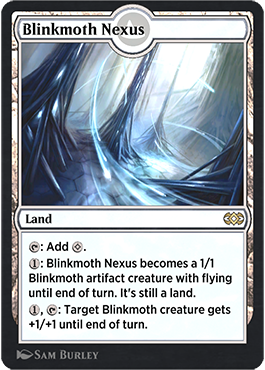 Blinkmoth Nexus
Land
: Add .
1: Blinkmoth Nexus becomes a 1/1
Blinkmoth artifact creature with flying
until end of turn. It's still a land.
1, : Target Blinkmoth creature gets
+1/+1 until end of turn.
Sam Burley